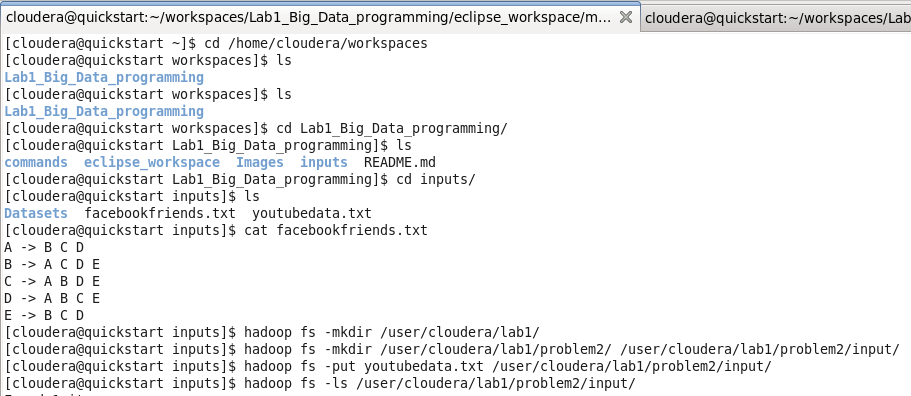 cloudera@quickstart:~/workspaces/Lab1_Big_Data_programming/eclipse_workspace/m...
cloudera@quickstart:~/workspaces/Lab
[cloudera@quickstart ~]$ cd /home/cloudera/workspaces
[cloudera@quickstart workspaces]$ ls
Lab1_Big_Data_programming
[cloudera@quickstart workspaces]$ ls
Lab1_Big_Data_programming
[cloudera@quickstart workspaces]$ cd Lab1_Big_Data_programming/
[cloudera@quickstart Lab1_Big_Data_programming]$ ls
commands  eclipse_workspace  Images  inputs  README.md
[cloudera@quickstart Lab1_Big_Data_programming]$ cd inputs/
[cloudera@quickstart inputs]$ ls
Datasets  facebookfriends.txt  youtubedata.txt
[cloudera@quickstart inputs]$ cat facebookfriends.txt
A -> B C D
B -> A C D E
C -> A B D E
D -> A B C E
E -> B C D
[cloudera@quickstart inputs]$ hadoop fs -mkdir /user/cloudera/lab1/
[cloudera@quickstart inputs]$ hadoop fs -mkdir /user/cloudera/lab1/problem2/ /user/cloudera/lab1/problem2/input/
[cloudera@quickstart inputs]$ hadoop fs -put youtubedata.txt /user/cloudera/lab1/problem2/input/
[cloudera@quickstart inputs]$ hadoop fs -ls /user/cloudera/lab1/problem2/input/